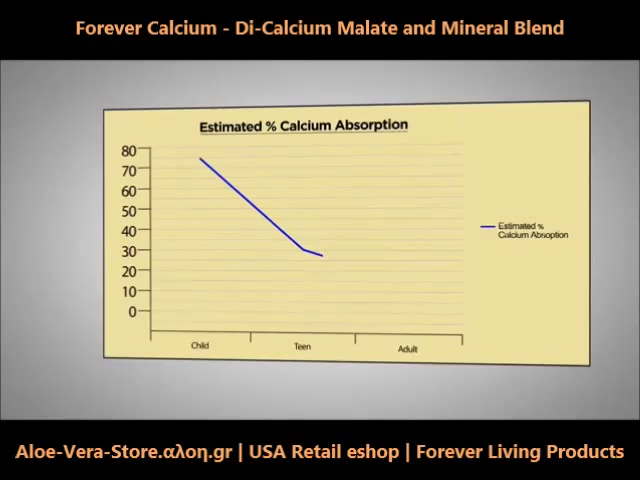 Forever Calcium - Di-Calcium Malate and Mineral Blend
Estimated % Calcium Absorption
80
70
60
50
40
30
20
10
0
Estimated %
Calcium Absoption
Child Teen Adult
Aloe-Vera-Store.αλοη.gr | USA Retail eshop | Forever Living Products